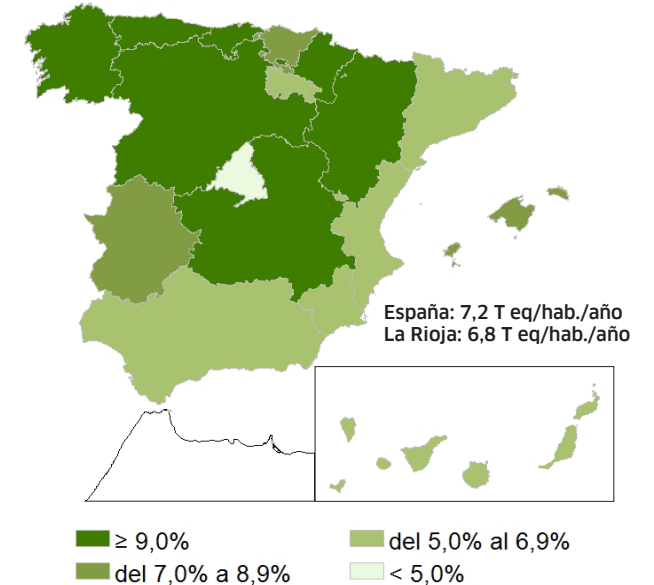 España: 7,2 T eq/hab./año
La Rioja: 6,8 T eq/hab./año
≥ 9,0%
del 5,0% al 6,9%
del 7,0% a 8,9%
< 5,0%